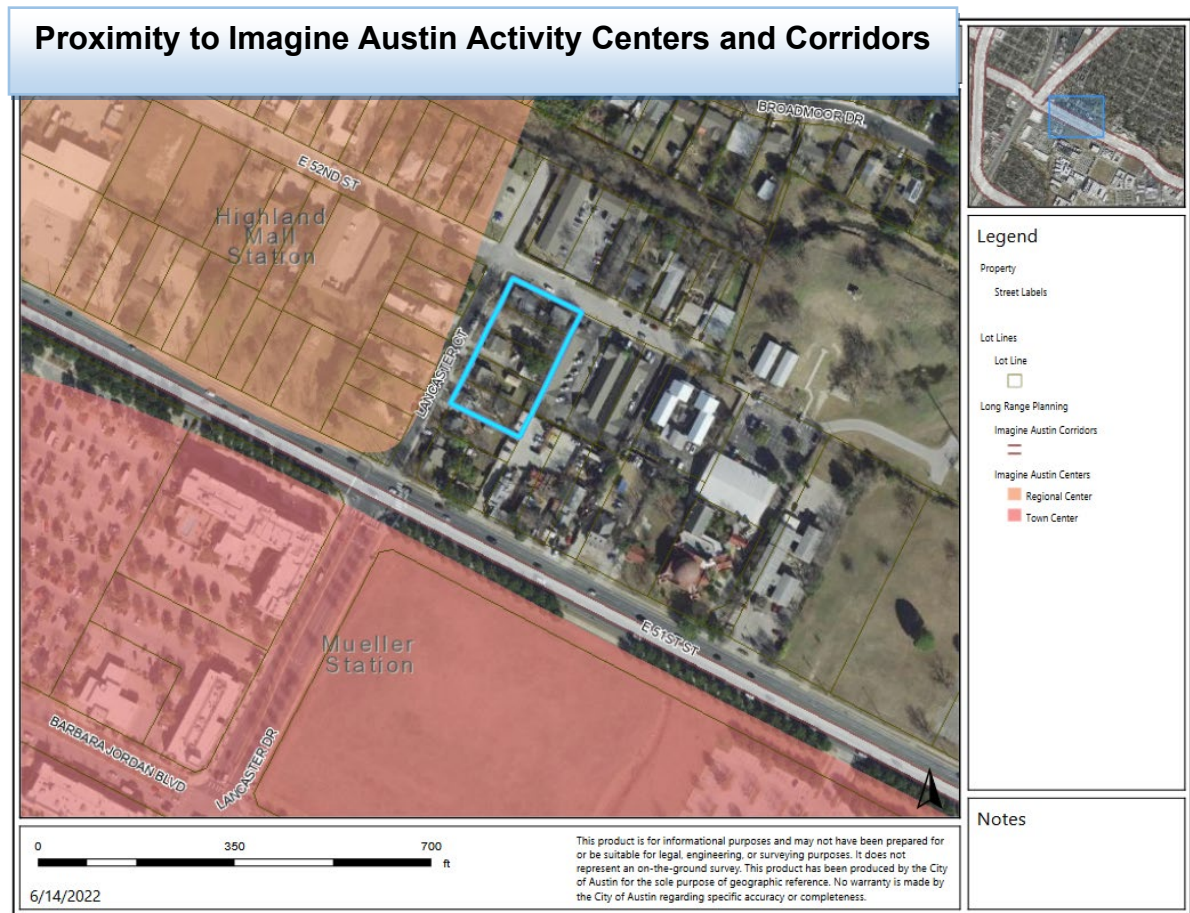 Proximity to Imagine Austin Activity Centers and Corridors
BROADMOOR DR
E 52ND ST
Highland
Mall
Station
LANCASTER CT
E 51ST ST
Mueller
Station
BARBARA JORDAN BLVD
LANCASTER DR
Legend
Property
Street Labels
Lot Lines
Lot Line
Long Range Planning
Imagine Austin Corridors
Imagine Austin Centers
Regional Center
Town Center
Notes
0 350 700
ft
6/14/2022
This product is for informational purposes and may not have been prepared for
or be suitable for legal, engineering, or surveying purposes. It does not
represent an on-the-ground survey. This product has been produced by the City
of Austin for the sole purpose of geographic reference. No warranty is made by
the City of Austin regarding specific accuracy or completeness.